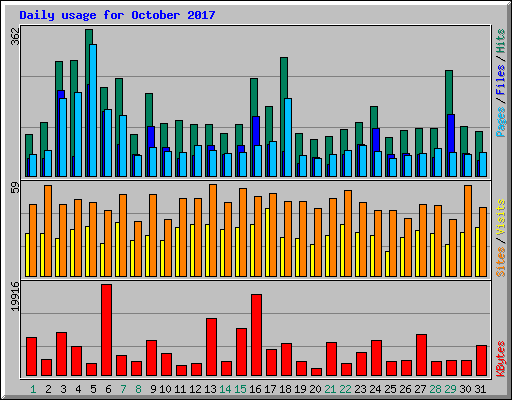 Daily usage for October 2017
362
Pages / Files / Hits
59
Sites / Visits
19916
KBytes
1 2 3 4 5 6 7 8 9 10 11 12 13 14 15 16 17 18 19 20 21 22 23 24 25 26 27 28 29 30 31